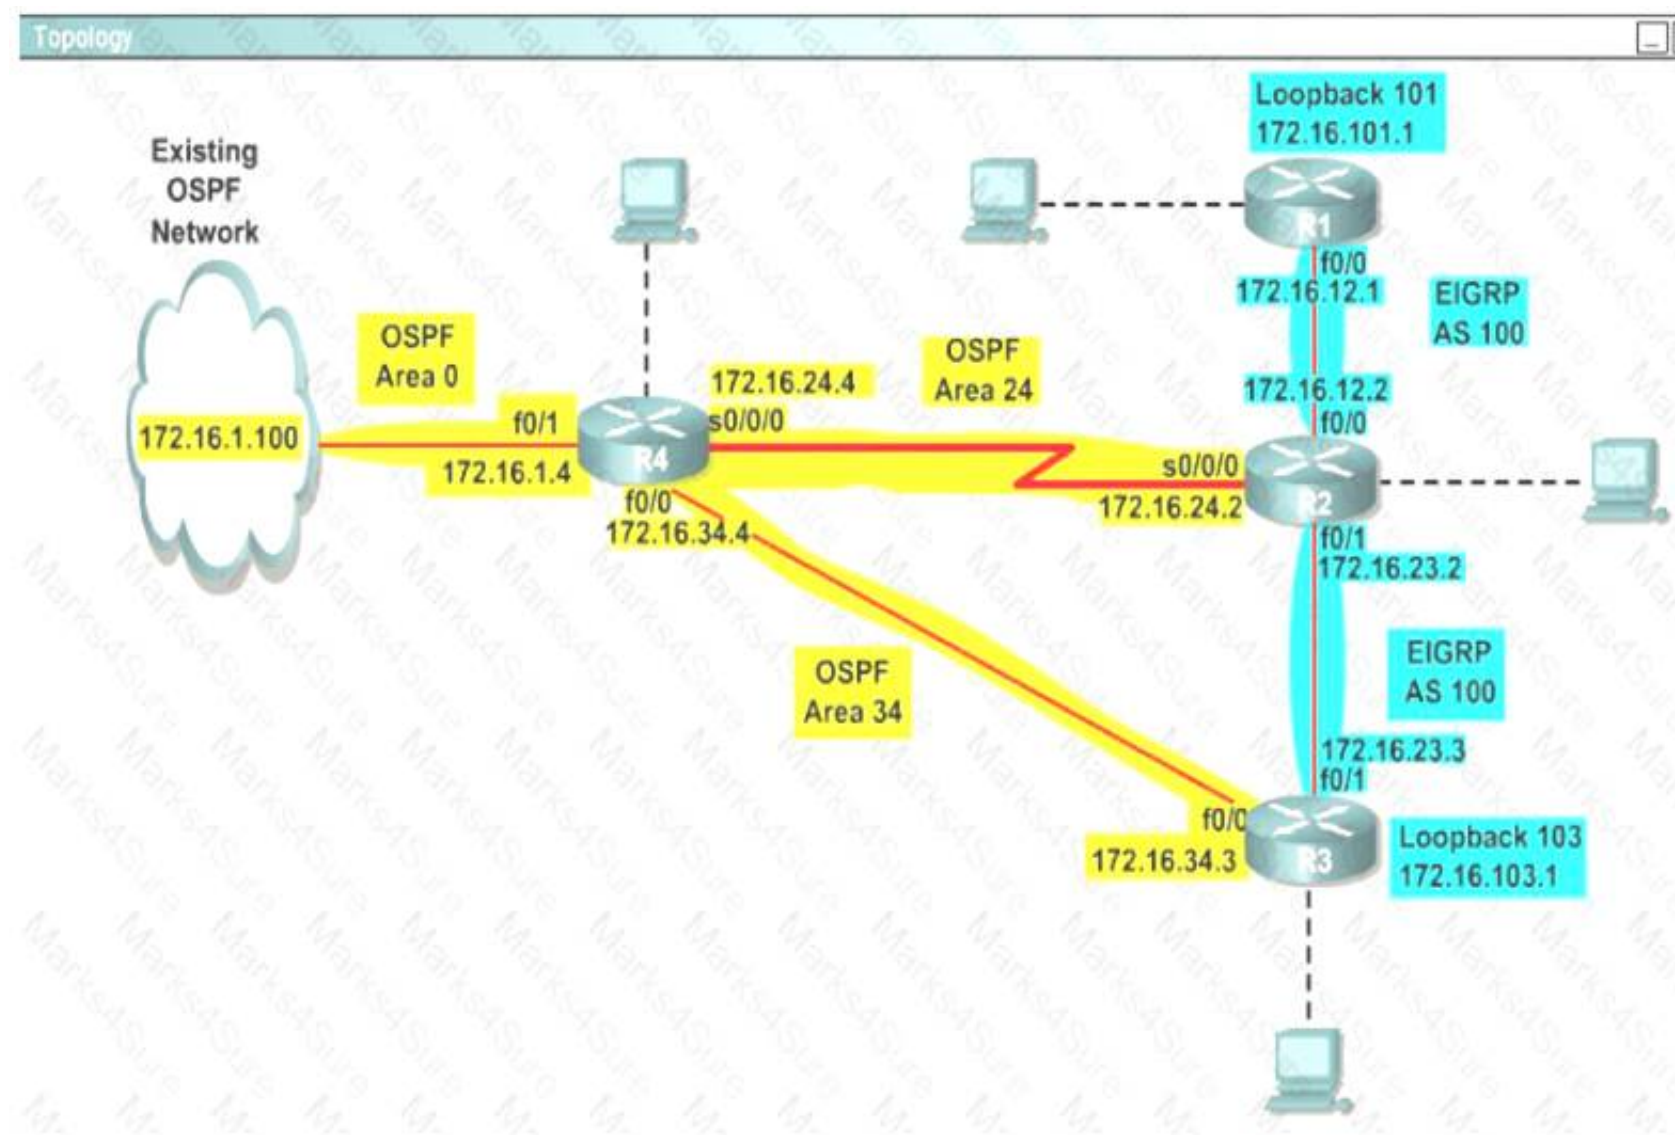 Topology
Existing
OSPF
Network
172.16.1.100
OSPF
Area 0
f0/1
172.16.1.4
R4
172.16.24.4
s0/0/0
f0/0
172.16.34.4
OSPF
Area 24
s0/0/0
172.16.24.2
OSPF
Area 34
f0/0
172.16.34.3
Loopback 101
172.16.101.1
R1
f0/0
172.16.12.1
EIGRP
AS 100
172.16.12.2
f0/0
R2
f0/1
172.16.23.2
EIGRP
AS 100
172.16.23.3
f0/1
R3
Loopback 103
172.16.103.1
Marks4Sure